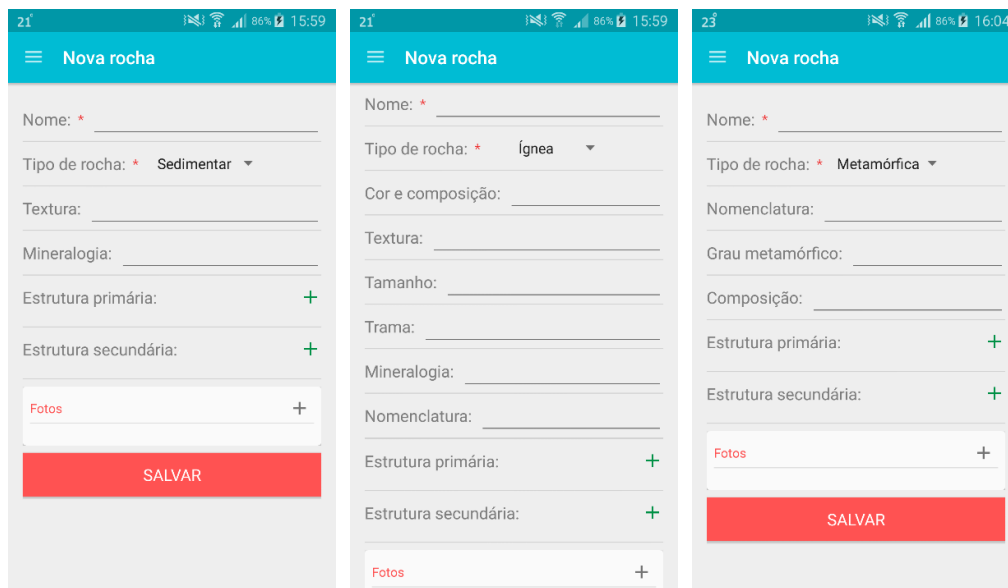 21° 86% 15:59
Nova rocha
Nome: *
Tipo de rocha: * Sedimentar
Textura:
Mineralogia:
Estrutura primária: +
Estrutura secundária: +
Fotos +
SALVAR
21° 86% 15:59
Nova rocha
Nome: *
Tipo de rocha: * Ígnea
Cor e composição:
Textura:
Tamanho:
Trama:
Mineralogia:
Nomenclatura:
Estrutura primária: +
Estrutura secundária: +
Fotos +
23° 86% 16:04
Nova rocha
Nome: *
Tipo de rocha: * Metamórfica
Nomenclatura:
Grau metamórfico:
Composição:
Estrutura primária: +
Estrutura secundária: +
Fotos +
SALVAR